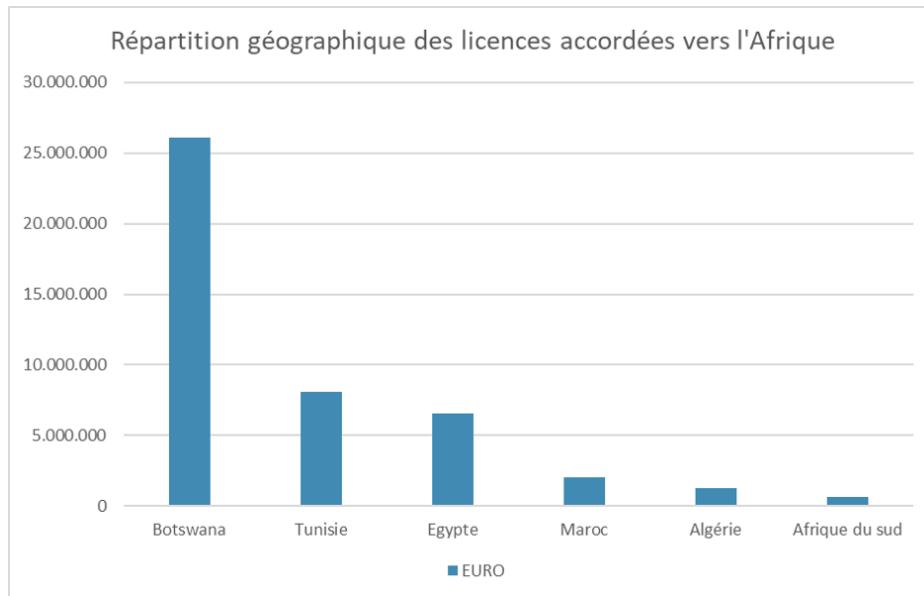 Répartition géographique des licences accordées vers l'Afrique
30.000.000
25.000.000
20.000.000
15.000.000
10.000.000
5.000.000
0
Botswana Tunisie Egypte Maroc Algérie Afrique du sud
EURO